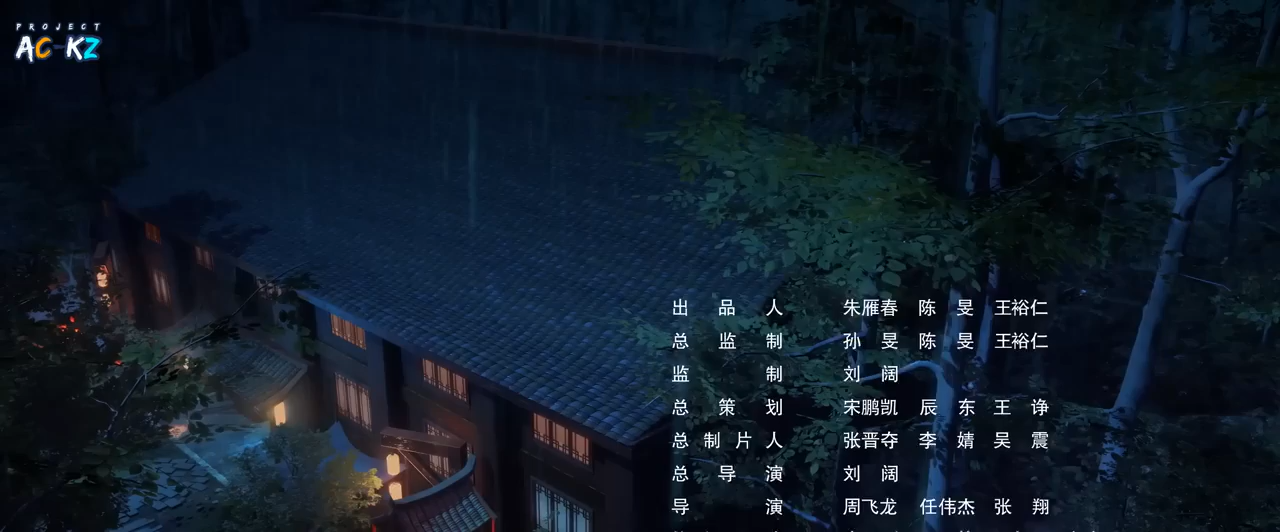 PROJECT
AC-KZ
出品人 朱雁春 陈旻 王裕仁
总监制 孙旻 陈旻 王裕仁
监制 刘阔
总策划 宋鹏凯 辰东 王诤
总制片人 张晋夺 李婧 吴震
总导演 刘阔
导演 周飞龙 任伟杰 张翔